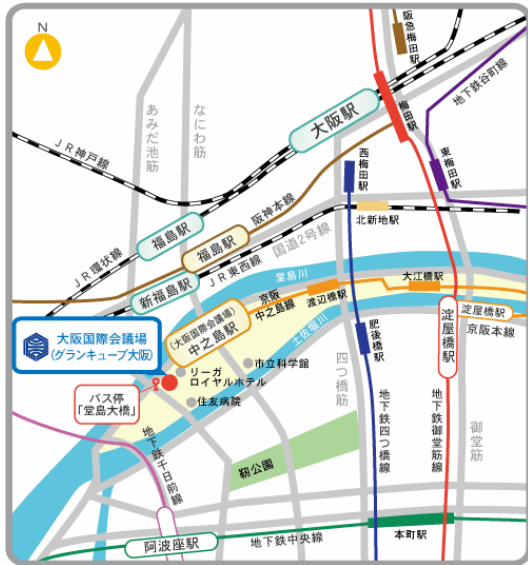 N
阪急梅田駅
地下鉄谷町線
大阪駅
梅田駅
あみだ池筋
なにわ筋
JR神戸線
西梅田駅
東梅田駅
阪神本線
北新地駅
福島駅
福島駅
国道2号線
JR環状線
JR東西線
新福島駅
堂島川
大江橋駅
京阪
中之島線
渡辺橋駅
(大阪国際会議場)
中之島駅
淀屋橋駅
京阪本線
淀屋橋駅
大阪国際会議場
(グランキューブ大阪)
土佐堀川
肥後橋駅
市立科学館
リーガ
ロイヤルホテル
四つ橋筋
バス停
「堂島大橋」
住友病院
地下鉄四つ橋線
地下鉄御堂筋線
御堂筋
地下鉄千日前線
靭公園
阿波座駅
地下鉄中央線
本町駅